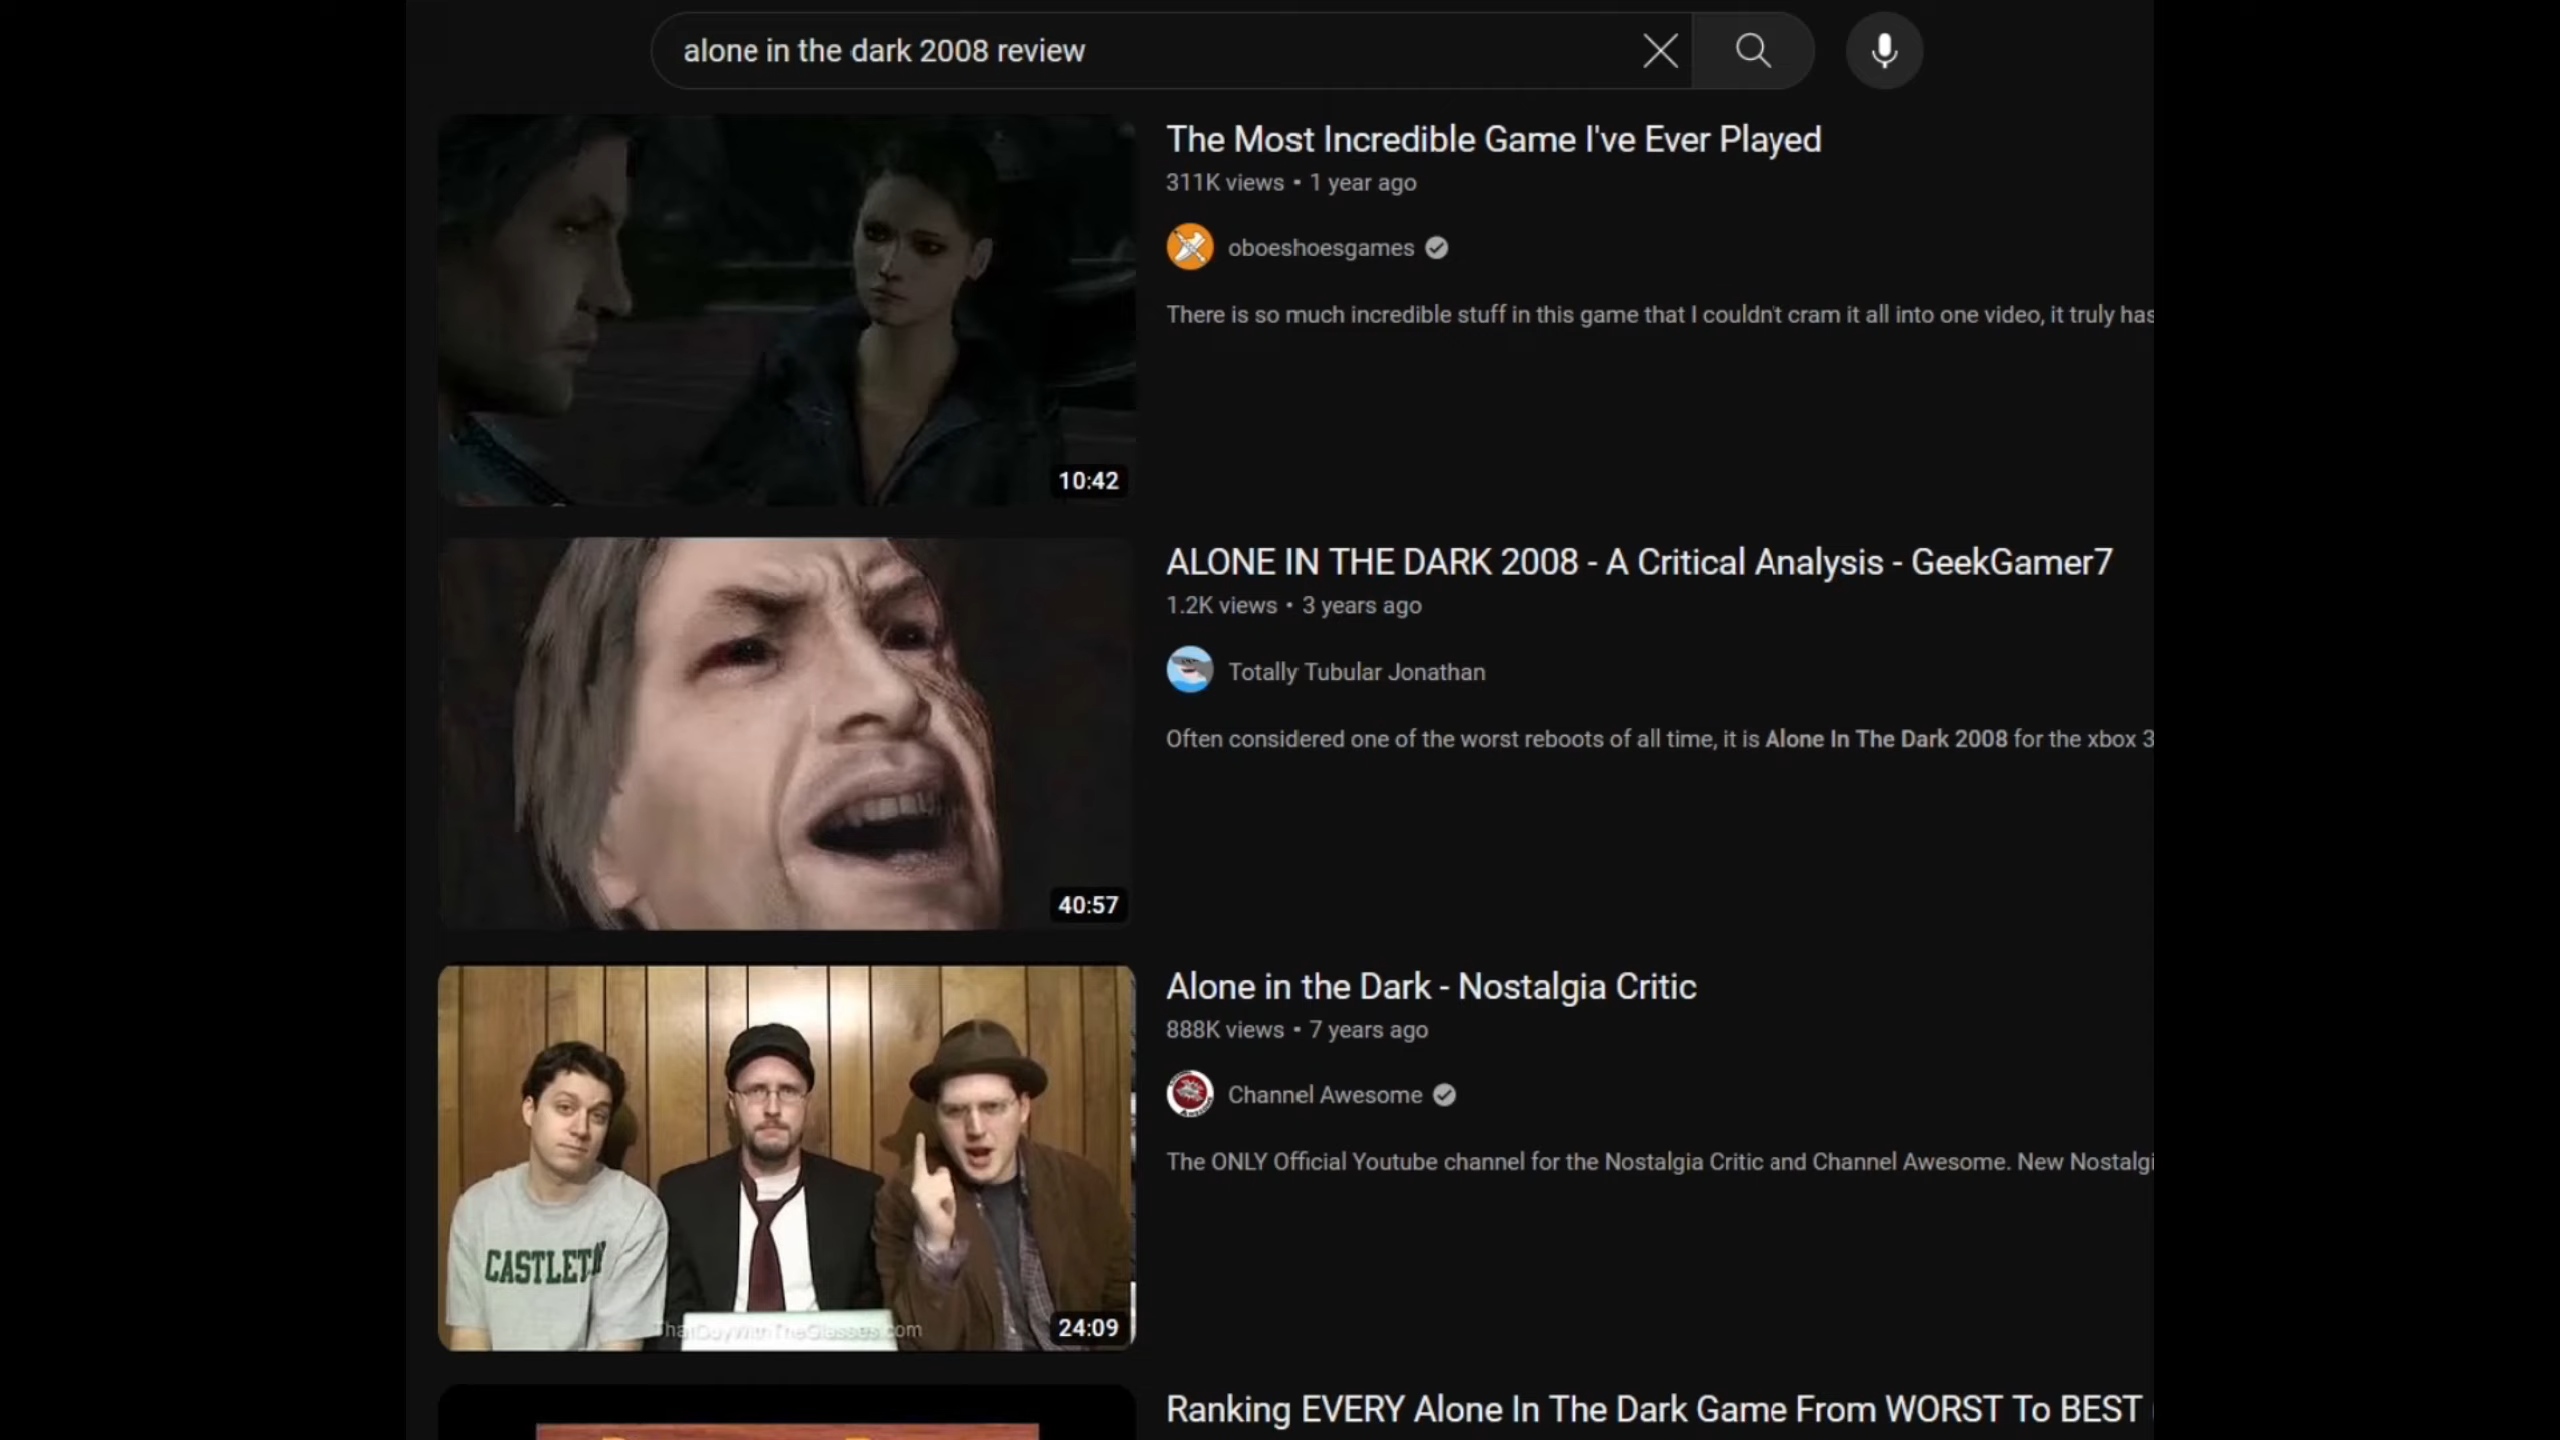 alone in the dark 2008 review
The Most Incredible Game I've Ever Played
311K views • 1 year ago
oboeshoesgames
There is so much incredible stuff in this game that I couldn't cram it all into one video, it truly has
10:42
ALONE IN THE DARK 2008 - A Critical Analysis - GeekGamer7
1.2K views • 3 years ago
Totally Tubular Jonathan
Often considered one of the worst reboots of all time, it is Alone In The Dark 2008 for the xbox 3
40:57
Alone in the Dark - Nostalgia Critic
888K views • 7 years ago
Channel Awesome
The ONLY Official Youtube channel for the Nostalgia Critic and Channel Awesome. New Nostalgi
CASTLET
ThatGuyWithTheGlasses.com
24:09
Ranking EVERY Alone In The Dark Game From WORST To BEST